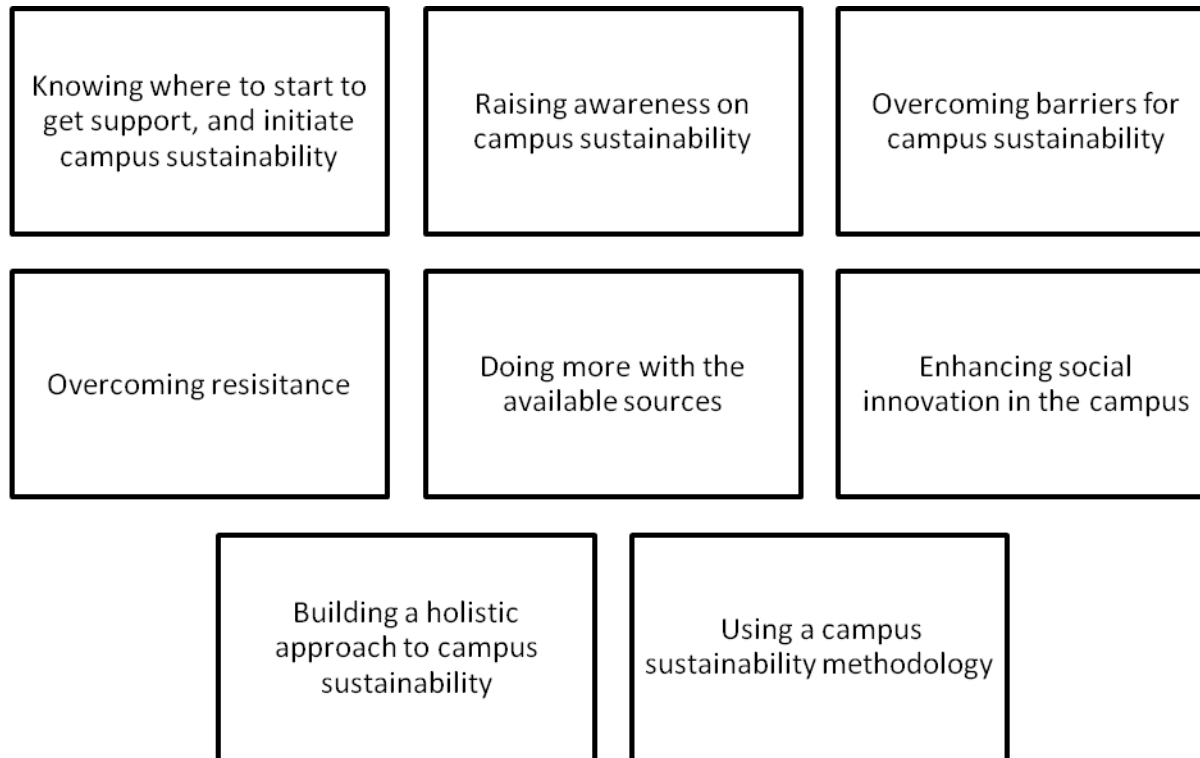 Knowing where to start to
get support, and initiate
campus sustainability
Raising awareness on
campus sustainability
Overcoming barriers for
campus sustainability
Overcoming resisitance
Doing more with the
available sources
Enhancing social
innovation in the campus
Building a holistic
approach to campus
sustainability
Using a campus
sustainability methodology